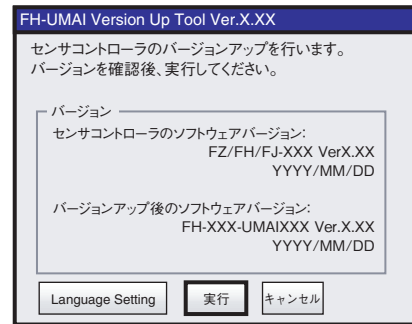 FH-UMAI Version Up Tool Ver.X.XX
センサコントローラのバージョンアップを行います。
バージョンを確認後、実行してください。
バージョン
センサコントローラのソフトウェアバージョン:
FZ/FH/FJ-XXX VerX.XX
YYYY/MM/DD
バージョンアップ後のソフトウェアバージョン:
FH-XXX-UMAIXXX Ver.X.XX
YYYY/MM/DD
Language Setting 実行 キャンセル